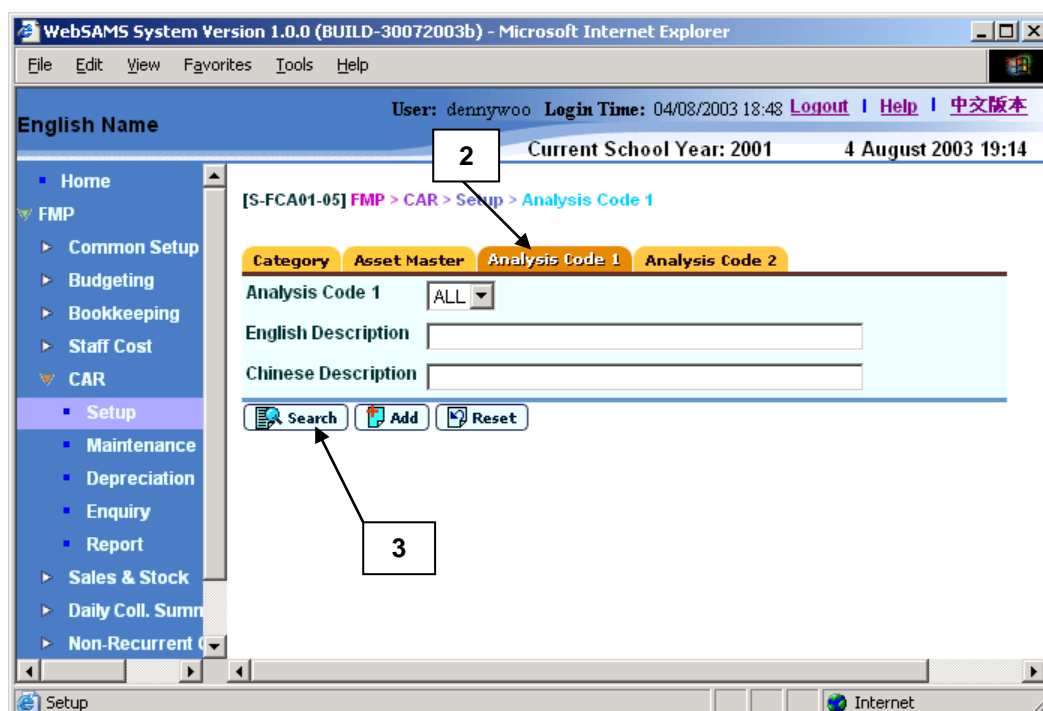 WebSAMS System Version 1.0.0 (BUILD-30072003b) - Microsoft Internet Explorer
File Edit View Favorites Tools Help
English Name
User: dennywoo Login Time: 04/08/2003 18:48 Logout | Help | 中文版本
Current School Year: 2001 4 August 2003 19:14
2
Home
FMP
Common Setup
Budgeting
Bookkeeping
Staff Cost
CAR
Setup
Maintenance
Depreciation
Enquiry
Report
Sales & Stock
Daily Coll. Summ
Non-Recurrent
[S-FCA01-05] FMP > CAR > Setup > Analysis Code 1
Category Asset Master Analysis Code 1 Analysis Code 2
Analysis Code 1 ALL
English Description
Chinese Description
Search Add Reset
3
Setup Internet